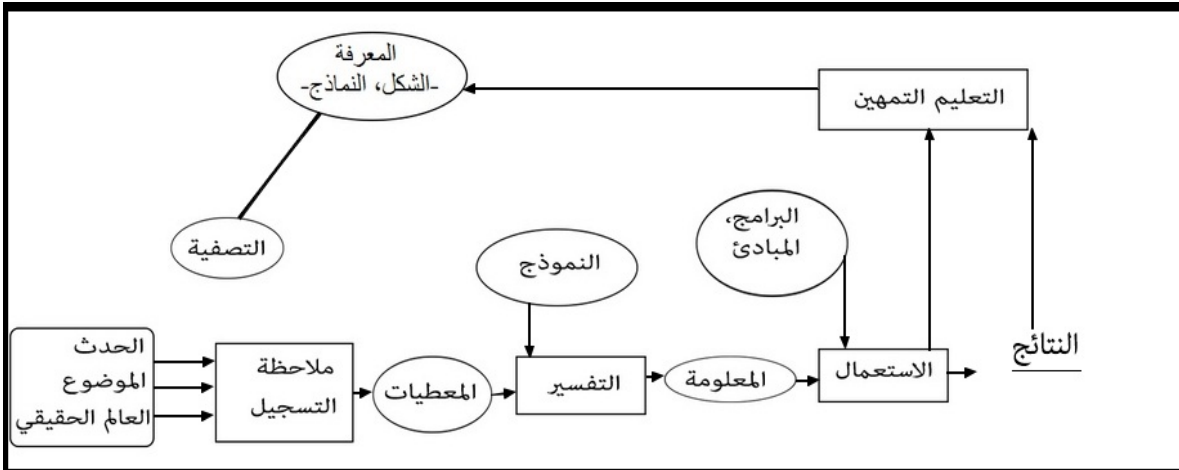 المعرفة
-الشكل، النماذج-
التعليم التمهين
التصفية
النموذج
البرامج،
المبادئ
الحدث
الموضوع
العالم الحقيقي
ملاحظة
التسجيل
المعطيات
التفسير
المعلومة
الاستعمال
النتائج